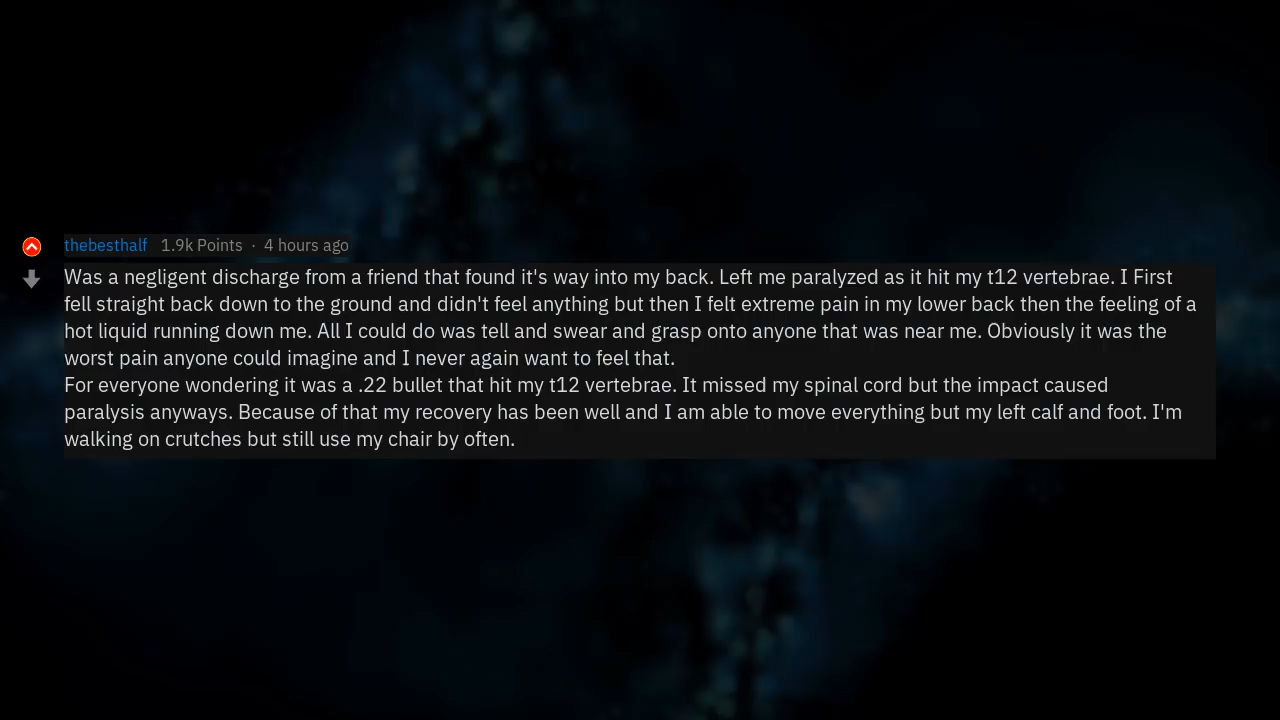 thebesthalf 1.9k Points · 4 hours ago
Was a negligent discharge from a friend that found it's way into my back. Left me paralyzed as it hit my t12 vertebrae. I First
fell straight back down to the ground and didn't feel anything but then I felt extreme pain in my lower back then the feeling of a
hot liquid running down me. All I could do was tell and swear and grasp onto anyone that was near me. Obviously it was the
worst pain anyone could imagine and I never again want to feel that.
For everyone wondering it was a .22 bullet that hit my t12 vertebrae. It missed my spinal cord but the impact caused
paralysis anyways. Because of that my recovery has been well and I am able to move everything but my left calf and foot. I'm
walking on crutches but still use my chair by often.